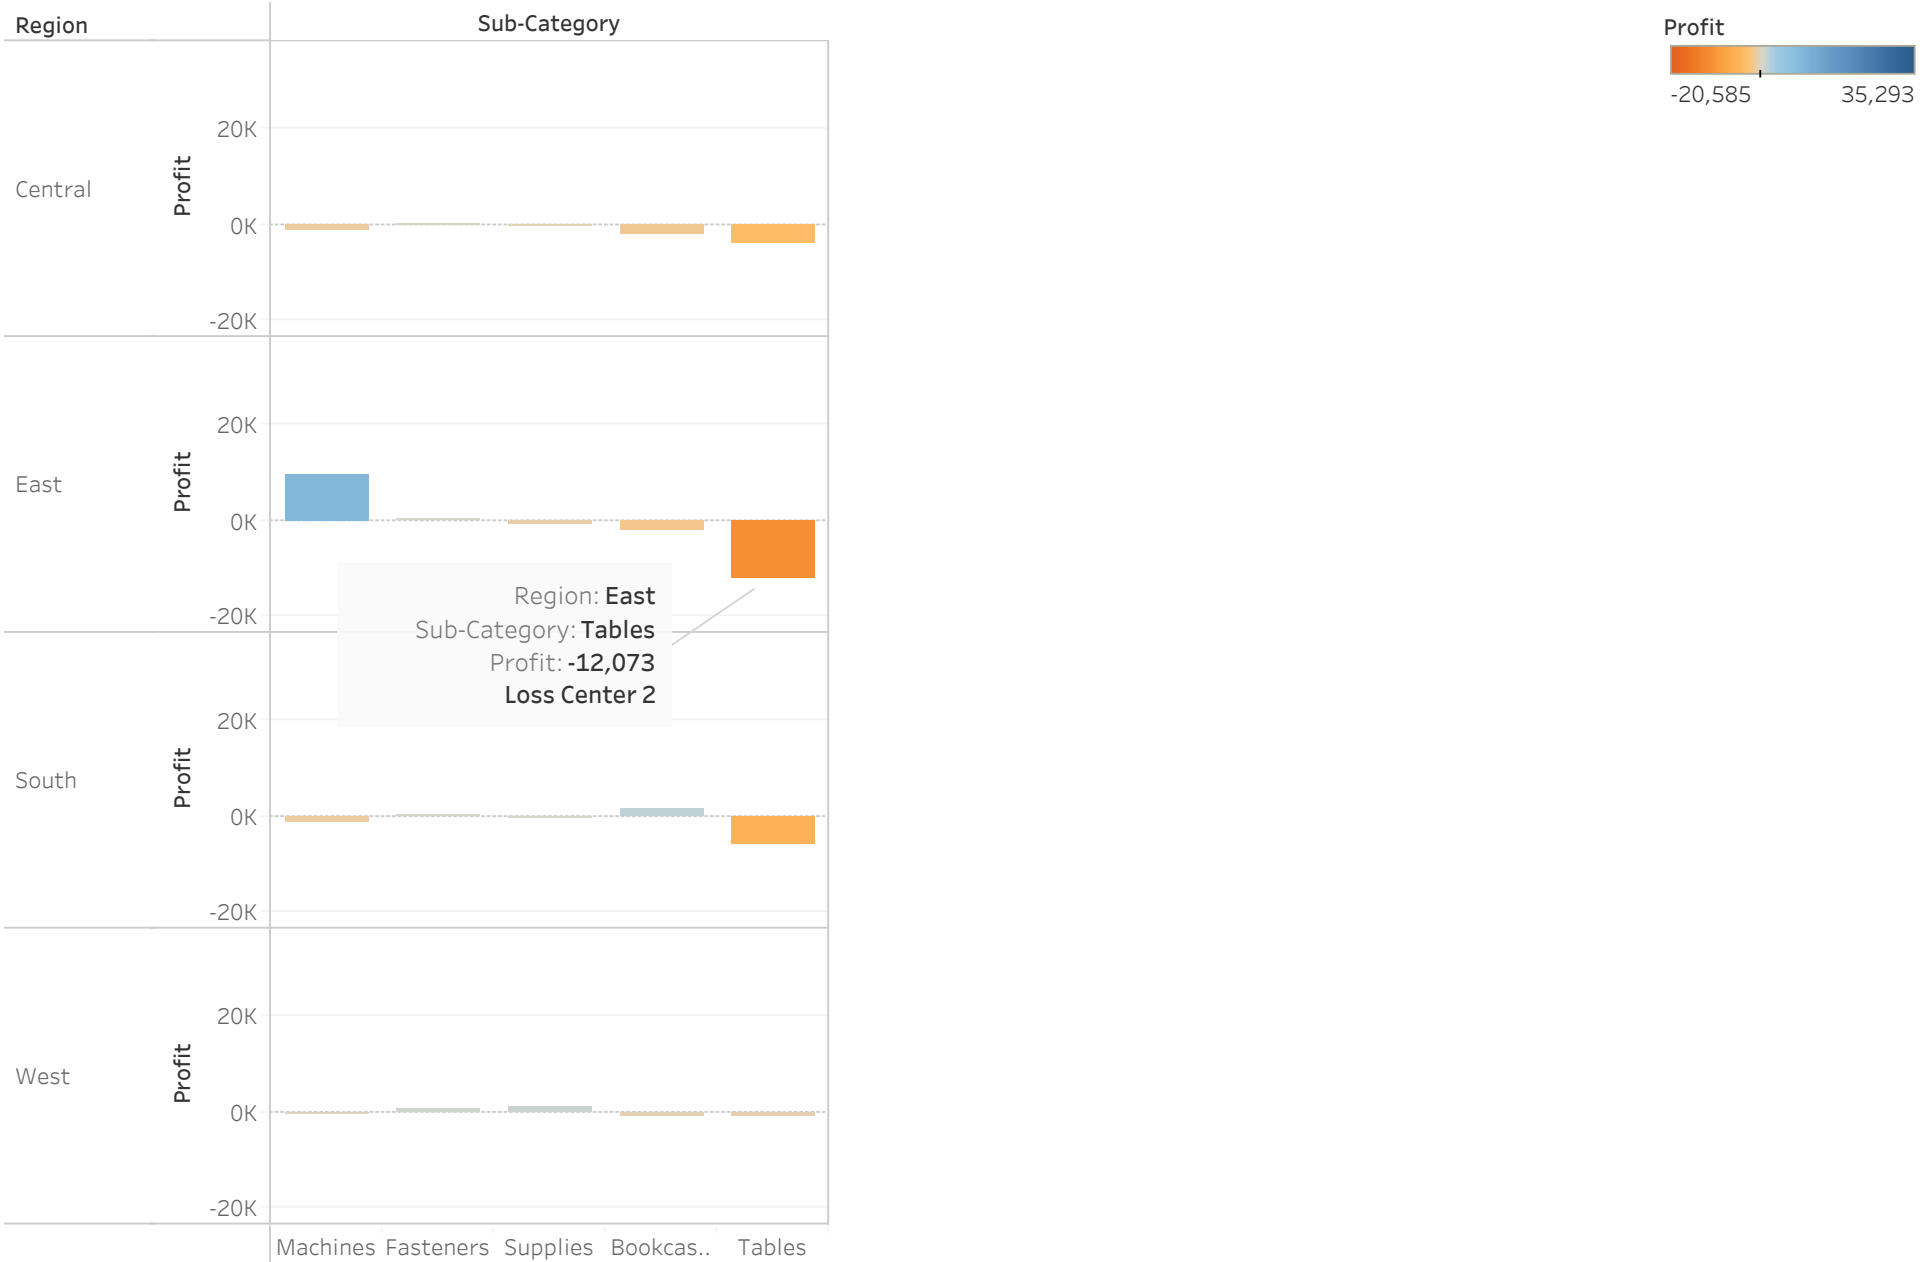 Region
Sub-Category
Profit
-20,585 35,293
Central
Profit
20K
0K
-20K
East
Profit
20K
0K
-20K
Region: East
Sub-Category: Tables
Profit: -12,073
Loss Center 2
South
Profit
20K
0K
-20K
West
Profit
20K
0K
-20K
Machines Fasteners Supplies Bookcas.. Tables